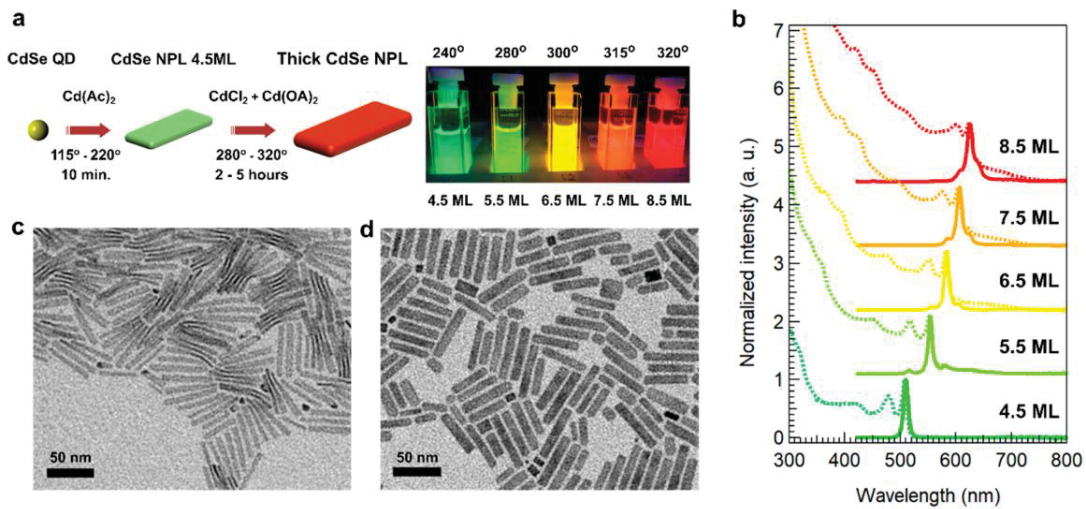 a
CdSe QD
CdSe NPL 4.5ML
Thick CdSe NPL
Cd(Ac)₂
115° - 220°
10 min.
CdCl₂ + Cd(OA)₂
280° - 320°
2 - 5 hours
240° 280° 300° 315° 320°
4.5 ML 5.5 ML 6.5 ML 7.5 ML 8.5 ML
b
Normalized intensity (a. u.)
7
6
5
4
3
2
1
0
8.5 ML
7.5 ML
6.5 ML
5.5 ML
4.5 ML
300 400 500 600 700 800
Wavelength (nm)
c
50 nm
d
50 nm